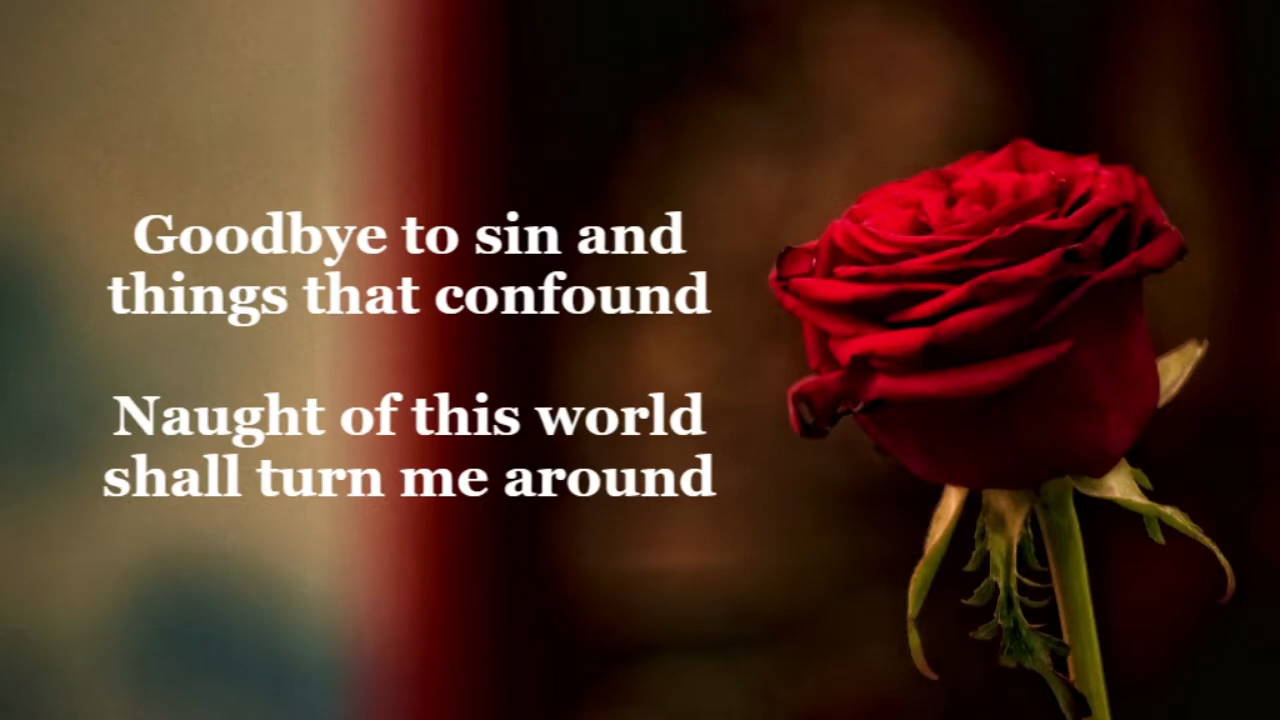 Goodbye to sin and
things that confound
Naught of this world
shall turn me around